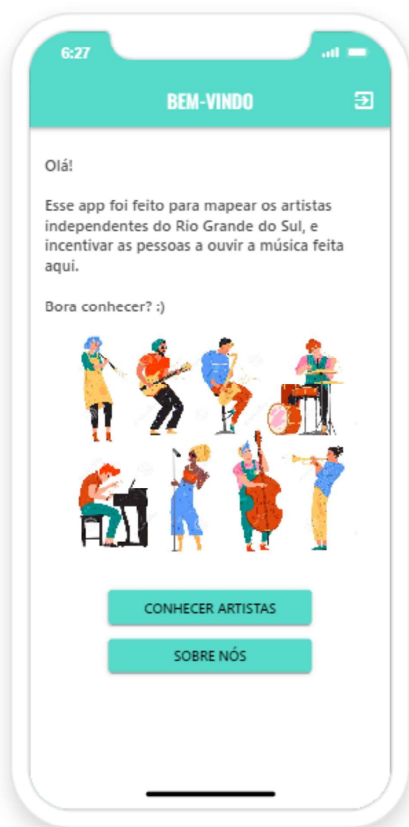 6:27
BEM-VINDO
Olá!
Esse app foi feito para mapear os artistas
independentes do Rio Grande do Sul, e
incentivar as pessoas a ouvir a música feita
aqui.
Bora conhecer? :)
CONHECER ARTISTAS
SOBRE NÓS